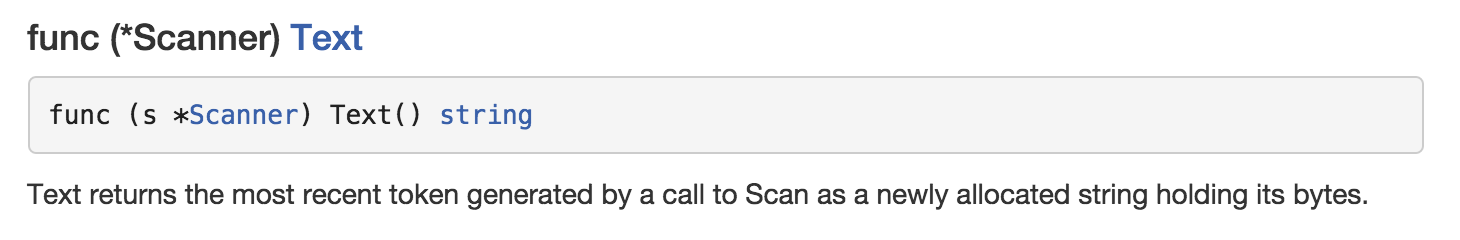 func (*Scanner) Text
func (s *Scanner) Text() string
Text returns the most recent token generated by a call to Scan as a newly allocated string holding its bytes.